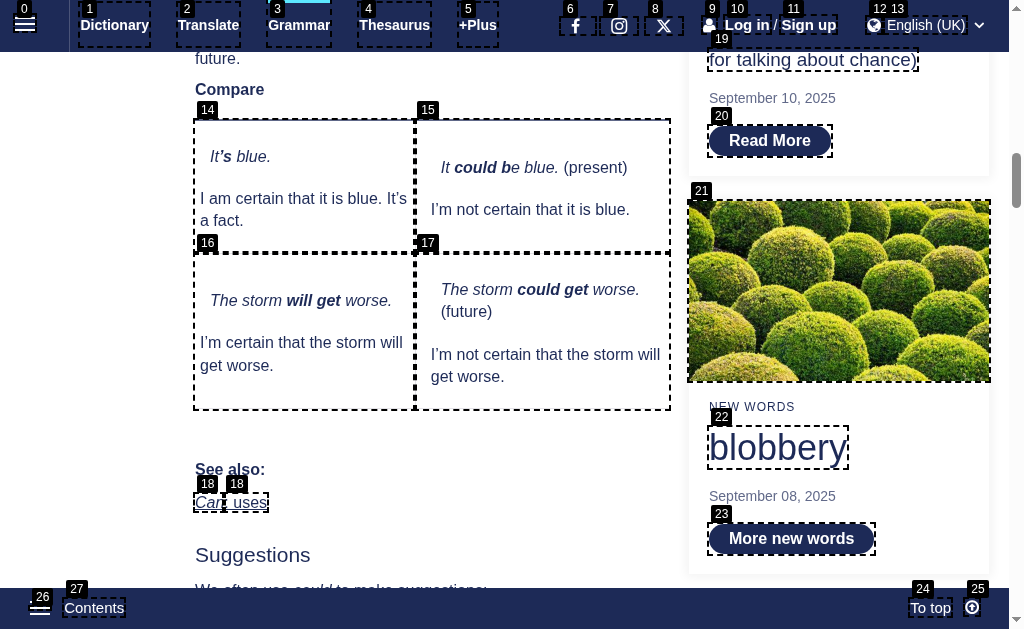 0 1 2 3 4 5 6 7 8 9 10 11 12 13
Dictionary Translate Grammar Thesaurus +Plus Log in / Sign up English (UK)
future.
Compare
14 15
It's blue.
I am certain that it is blue. It's
a fact.
It could be blue. (present)
I'm not certain that it is blue.
16 17
The storm will get worse.
I'm certain that the storm will
get worse.
The storm could get worse.
(future)
I'm not certain that the storm will
get worse.
See also:
18 18
Can: uses
Suggestions
We often use could to make suggestions:
19
for talking about chance)
September 10, 2025
20
Read More
21
NEW WORDS
22
blobbery
September 08, 2025
23
More new words
26 27 24 25
Contents To top